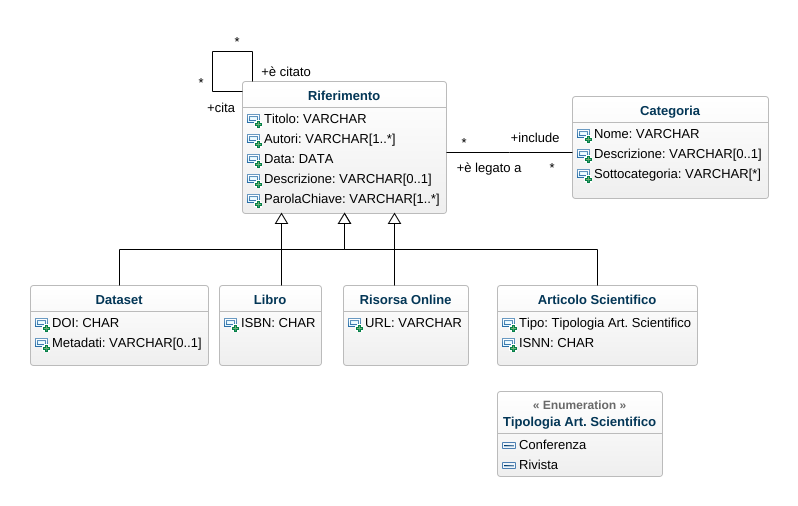 *
* 
+è citato
+cita
Riferimento
Titolo: VARCHAR
Autori: VARCHAR[1..*]
Data: DATA
Descrizione: VARCHAR[0..1]
ParolaChiave: VARCHAR[1..*]
*
+include
+è legato a
*
Categoria
Nome: VARCHAR
Descrizione: VARCHAR[0..1]
Sottocategoria: VARCHAR[*]
Dataset
DOI: CHAR
Metadati: VARCHAR[0..1]
Libro
ISBN: CHAR
Risorsa Online
URL: VARCHAR
Articolo Scientifico
Tipo: Tipologia Art. Scientifico
ISNN: CHAR
« Enumeration »
Tipologia Art. Scientifico
Conferenza
Rivista